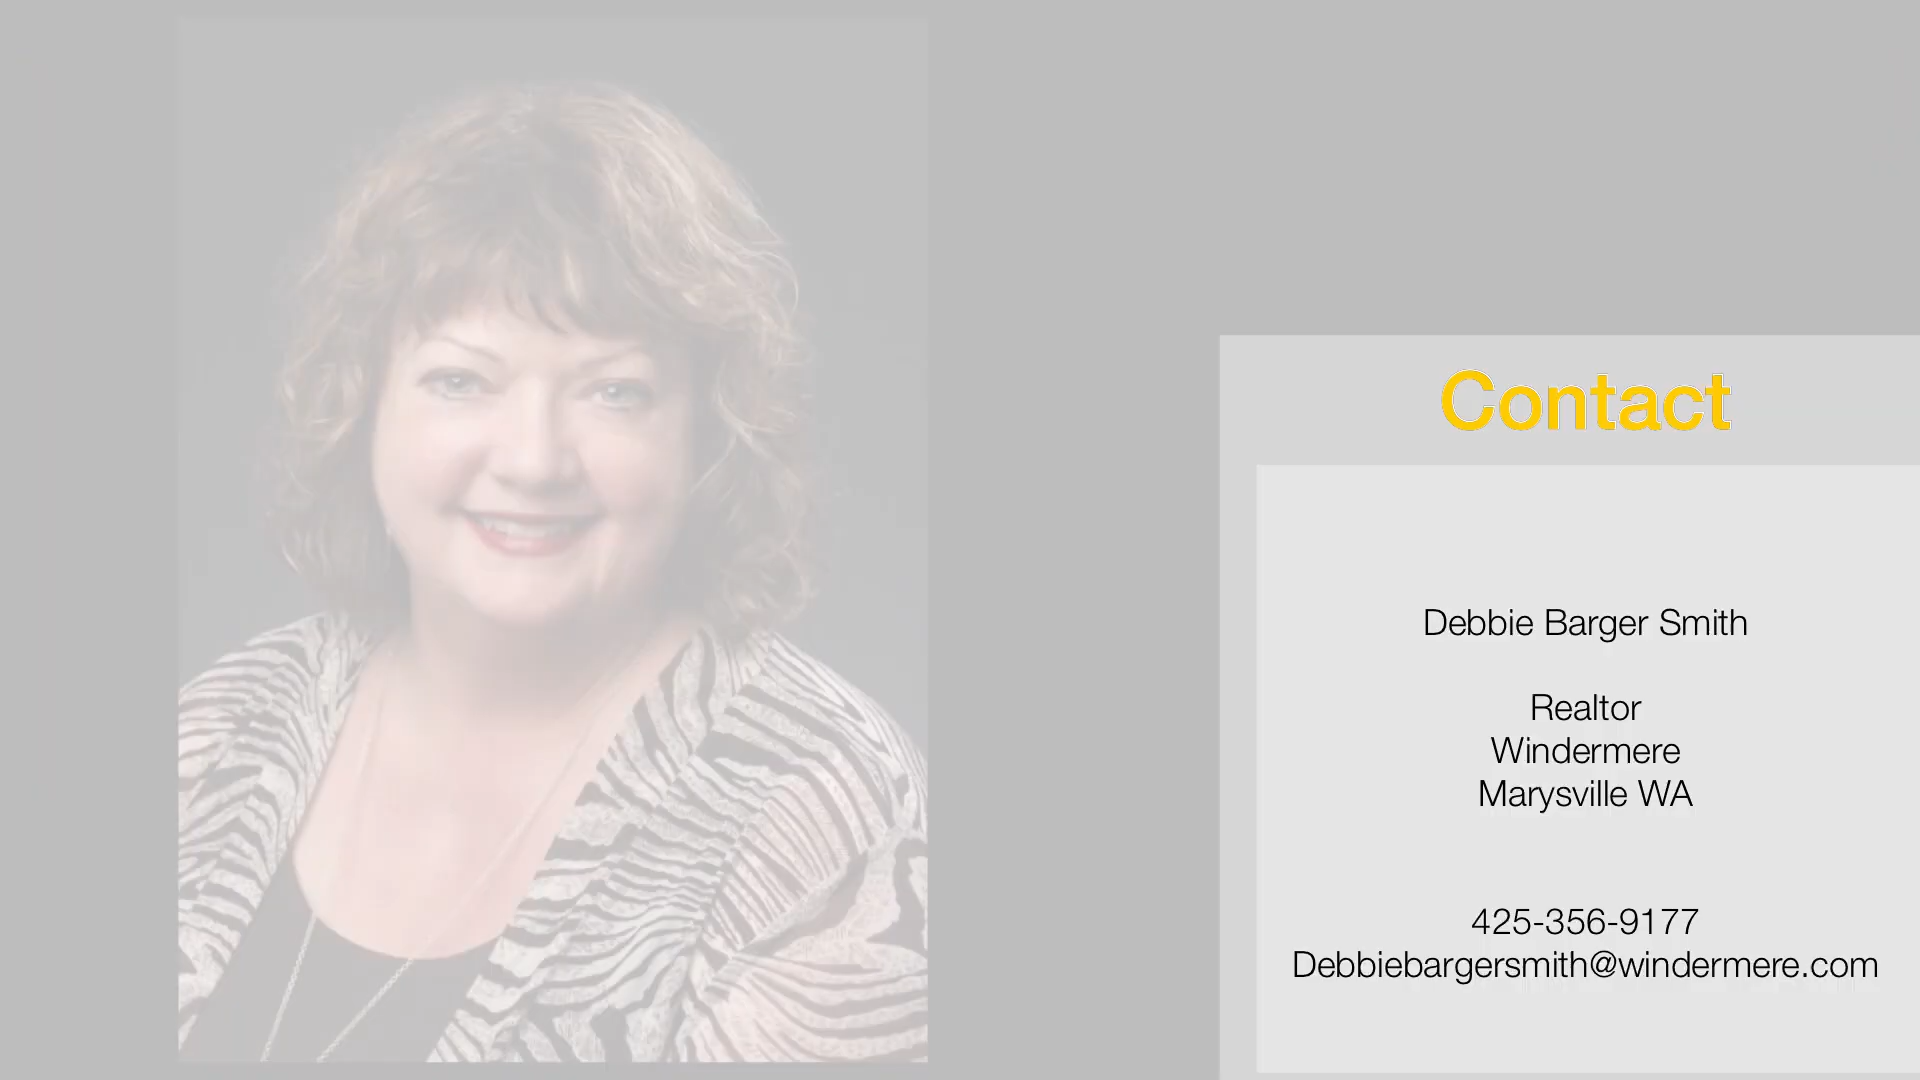 Contact
Debbie Barger Smith
Realtor
Windermere
Marysville WA
425-356-9177
Debbiebargersmith@windermere.com